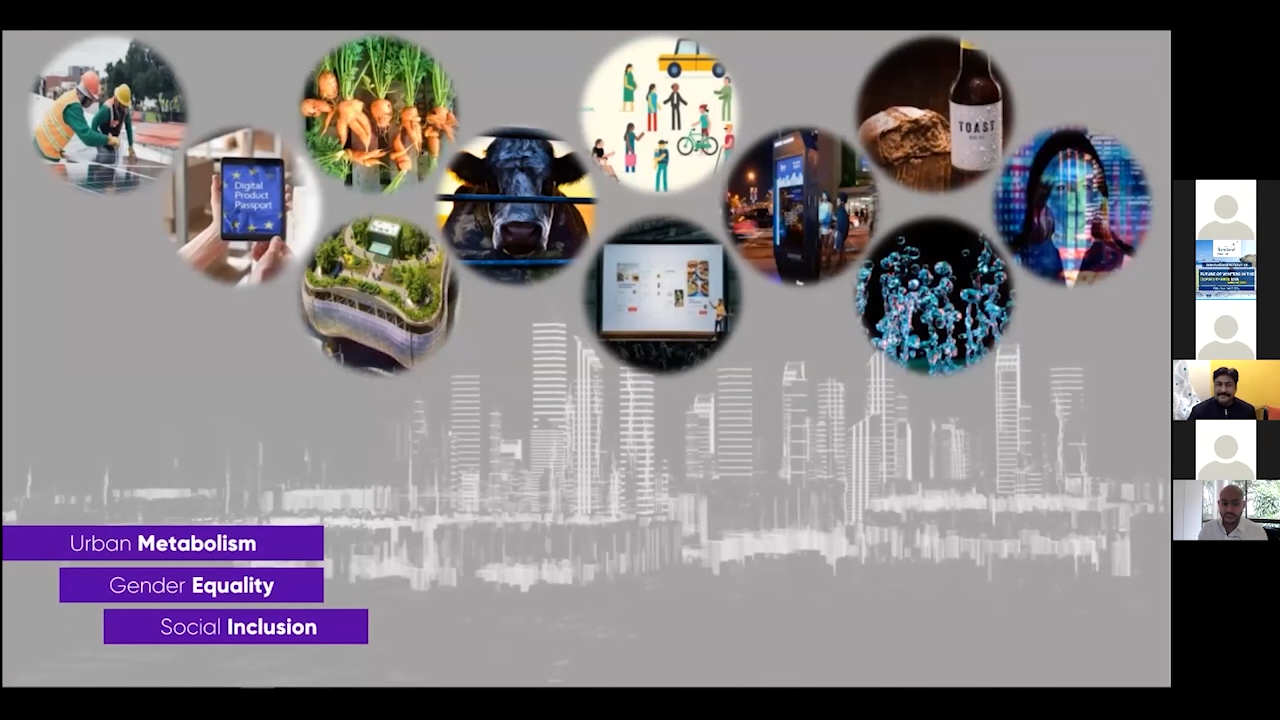 Digital
Product
Passport
TOAST
Urban Metabolism
Gender Equality
Social Inclusion